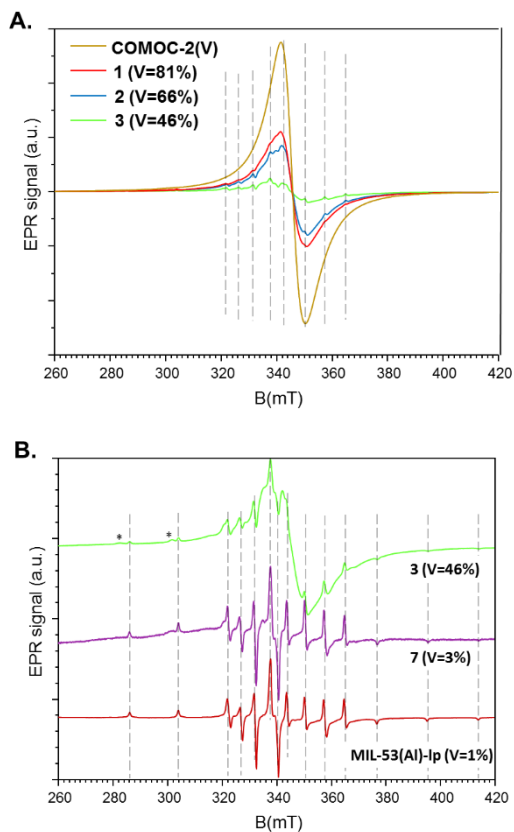 A.
COMOC-2(V)
1 (V=81%)
2 (V=66%)
3 (V=46%)
EPR signal (a.u.)
260 280 300 320 340 360 380 400 420
B(mT)
B.
* *
3 (V=46%)
7 (V=3%)
MIL-53(Al)-lp (V=1%)
EPR signal (a.u.)
260 280 300 320 340 360 380 400 420
B(mT)